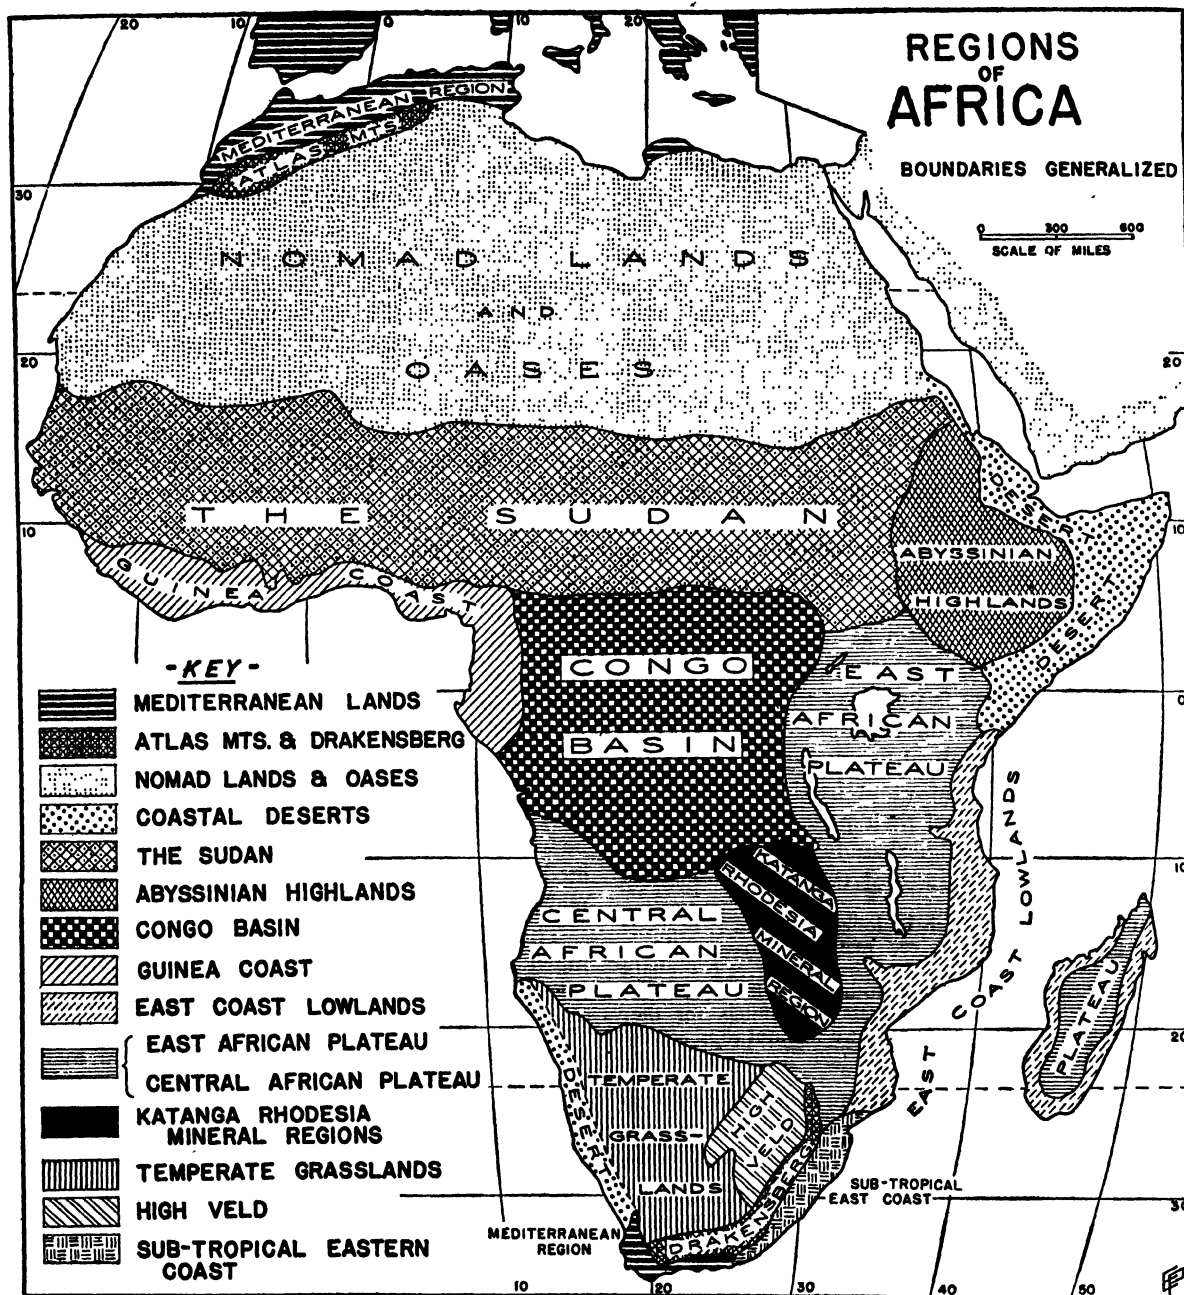 20
10
0
10
20
REGIONS
OF
AFRICA
BOUNDARIES GENERALIZED
0 300 600
SCALE OF MILES
MEDITERRANEAN REGION
ATLAS MTS.
30
NOMAD LANDS
AND
OASES
20
20
THE SUDAN
DESERT
10
10
ABYSSINIAN
HIGHLANDS
DESERT
GUINEA COAST
CONGO
BASIN
EAST
AFRICAN
PLATEAU
0
-KEY-
MEDITERRANEAN LANDS
ATLAS MTS. & DRAKENSBERG
NOMAD LANDS & OASES
COASTAL DESERTS
THE SUDAN
ABYSSINIAN HIGHLANDS
CONGO BASIN
GUINEA COAST
EAST COAST LOWLANDS
EAST AFRICAN PLATEAU
CENTRAL AFRICAN PLATEAU
KATANGA RHODESIA
MINERAL REGIONS
TEMPERATE GRASSLANDS
HIGH VELD
SUB-TROPICAL EASTERN
COAST
KATANGA
RHODESIA
MINERAL
REGION
10
CENTRAL
AFRICAN
PLATEAU
EAST COAST LOWLANDS
PLATEAU
20
DESERT
TEMPERATE
GRASS-
LANDS
HIGH
VELD
DRAKENSBERG
SUB-TROPICAL
EAST COAST
30
MEDITERRANEAN
REGION
10
20
30
40
50